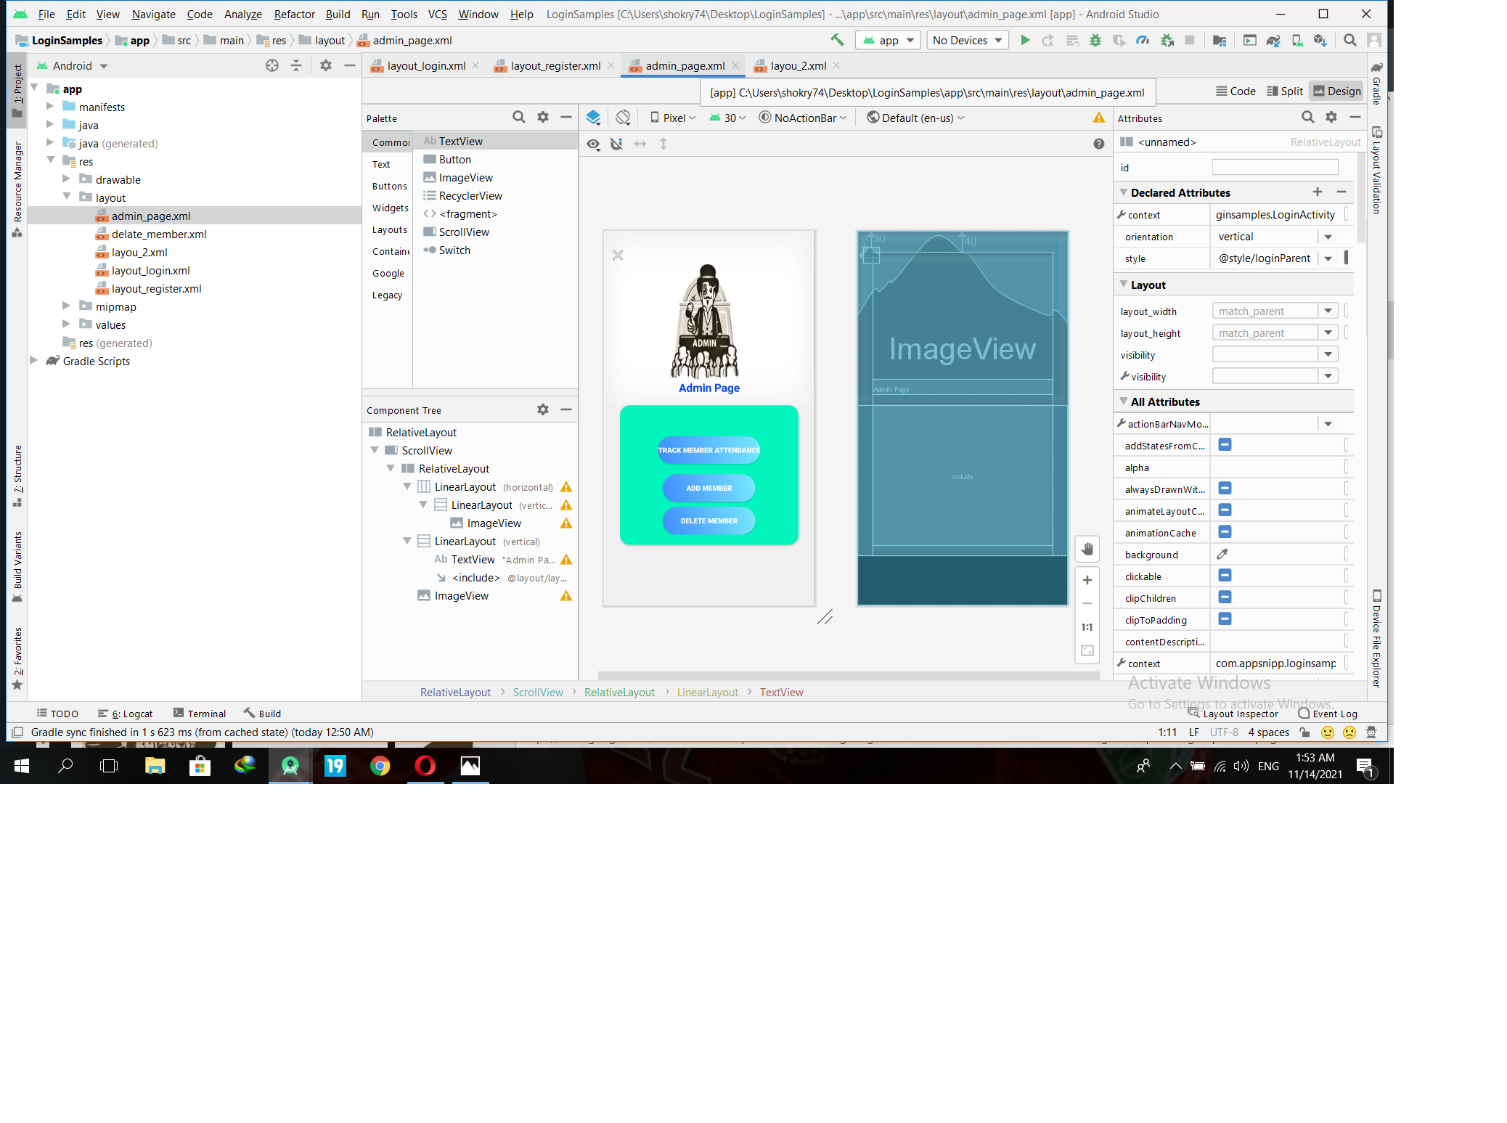 File Edit View Navigate Code Analyze Refactor Build Run Tools VCS Window Help LoginSamples [C:\Users\shokry74\Desktop\LoginSamples] - ...\app\src\main\res\layout\admin_page.xml [app] - Android Studio
LoginSamples app src main res layout admin_page.xml
app No Devices
1: Project
Resource Manager
7: Structure
Build Variants
2: Favorites
Android
app
manifests
java
java (generated)
res
drawable
layout
admin_page.xml
delate_member.xml
layou_2.xml
layout_login.xml
layout_register.xml
mipmap
values
res (generated)
Gradle Scripts
layout_login.xml layout_register.xml admin_page.xml layou_2.xml
[app] C:\Users\shokry74\Desktop\LoginSamples\app\src\main\res\layout\admin_page.xml
Code Split Design
Palette
Commo
Text
Buttons
Widgets
Layouts
Contain
Google
Legacy
Ab TextView
Button
ImageView
RecyclerView
<> <fragment>
ScrollView
Switch
Pixel 30 NoActionBar Default (en-us)
ADMIN
Admin Page
TRACK MEMBER ATTENDANCE
ADD MEMBER
DELETE MEMBER
40
ImageView
Admin Page
include
1:1
Component Tree
RelativeLayout
ScrollView
RelativeLayout
LinearLayout (horizontal)
LinearLayout (vertic...
ImageView
LinearLayout (vertical)
Ab TextView "Admin Pa...
<include> @layout/lay...
ImageView
RelativeLayout > ScrollView > RelativeLayout > LinearLayout > TextView
Attributes
<unnamed> RelativeLayout
id
Declared Attributes + −
context ginsamples.LoginActivity
orientation vertical
style @style/loginParent
Layout
layout_width match_parent
layout_height match_parent
visibility
visibility
All Attributes
actionBarNavMo...
addStatesFromC...
alpha
alwaysDrawnWit...
animateLayoutC...
animationCache
background
clickable
clipChildren
clipToPadding
contentDescripti...
context com.appsnipp.loginsamp
Activate Windows
Go to Settings to activate Windows.
Gradle
Layout Validation
Device File Explorer
TODO 6: Logcat Terminal Build Layout Inspector Event Log
Gradle sync finished in 1 s 623 ms (from cached state) (today 12:50 AM) 1:11 LF UTF-8 4 spaces
19
ENG
1:53 AM
11/14/2021
1